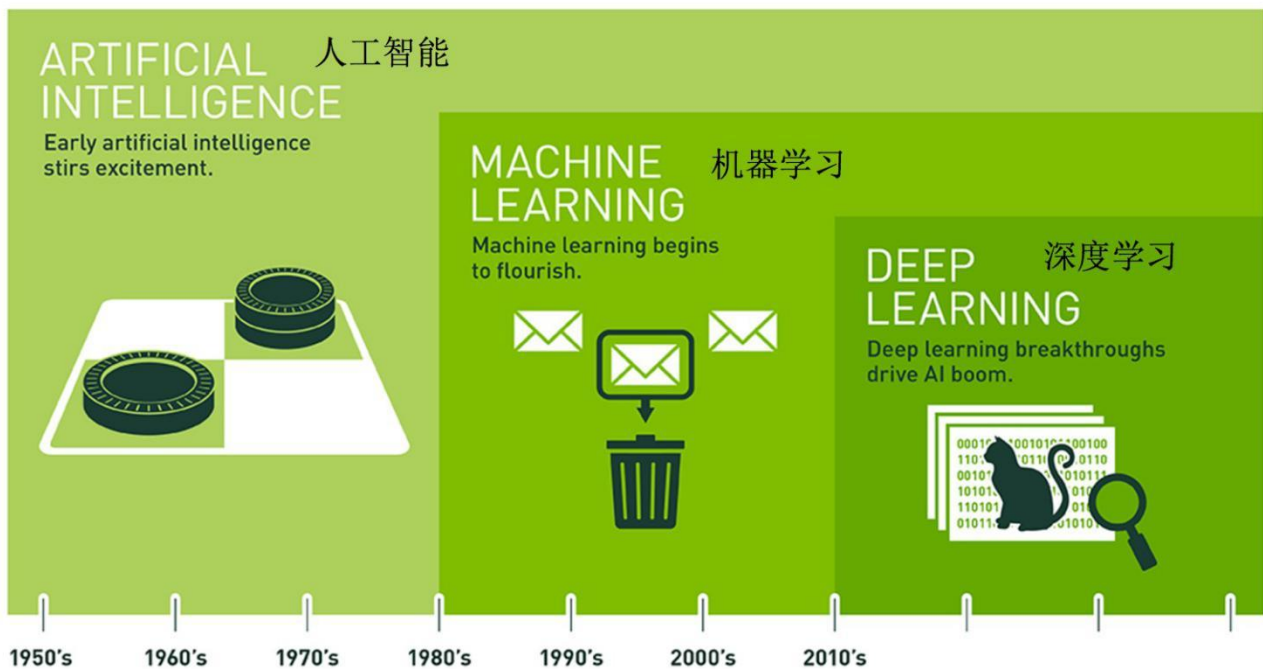 ARTIFICIAL
INTELLIGENCE
人工智能
Early artificial intelligence
stirs excitement.
MACHINE
LEARNING
机器学习
Machine learning begins
to flourish.
DEEP
LEARNING
深度学习
Deep learning breakthroughs
drive AI boom.
1950's 1960's 1970's 1980's 1990's 2000's 2010's